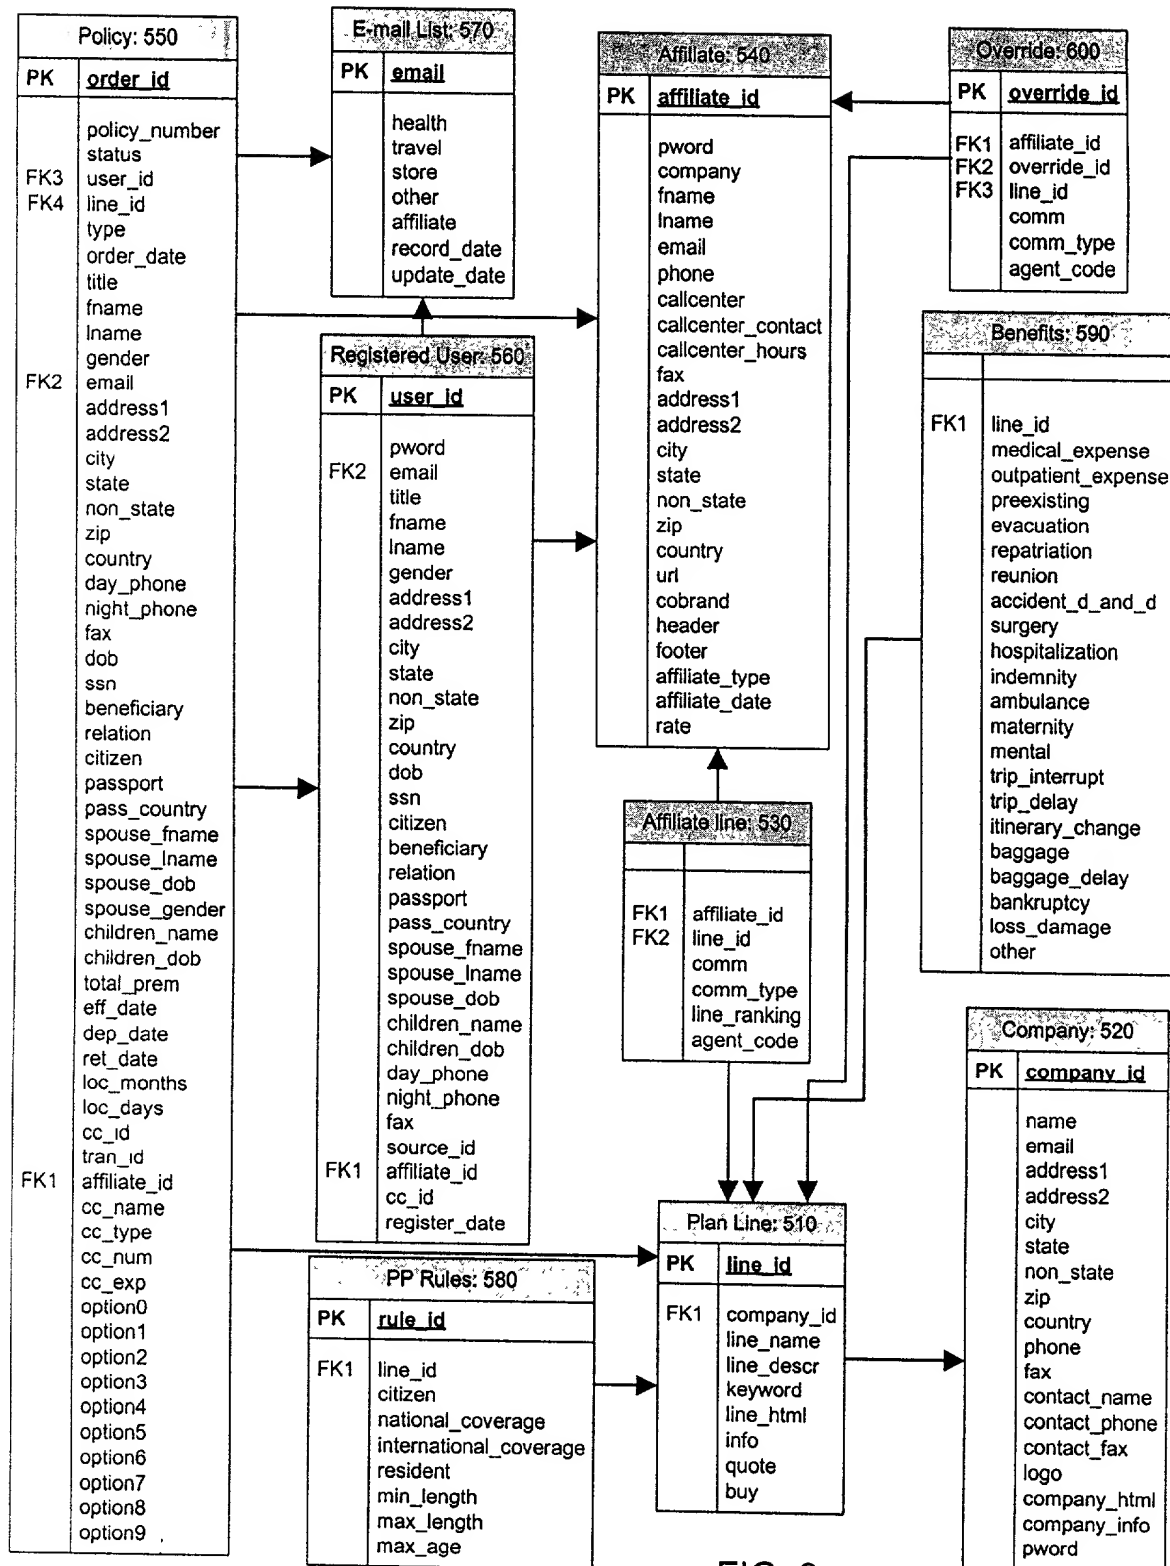 Policy: 550
PK order_id
policy_number
status
FK3 user_id
FK4 line_id
type
order_date
title
fname
lname
gender
FK2 email
address1
address2
city
state
non_state
zip
country
day_phone
night_phone
fax
dob
ssn
beneficiary
relation
citizen
passport
pass_country
spouse_fname
spouse_lname
spouse_dob
spouse_gender
children_name
children_dob
total_prem
eff_date
dep_date
ret_date
loc_months
loc_days
cc_id
tran_id
FK1 affiliate_id
cc_name
cc_type
cc_num
cc_exp
option0
option1
option2
option3
option4
option5
option6
option7
option8
option9
E-mail List: 570
PK email
health
travel
store
other
affiliate
record_date
update_date
Registered User: 560
PK user_id
pword
FK2 email
title
fname
lname
gender
address1
address2
city
state
non_state
zip
country
dob
ssn
citizen
beneficiary
relation
passport
pass_country
spouse_fname
spouse_lname
spouse_dob
children_name
children_dob
day_phone
night_phone
fax
source_id
FK1 affiliate_id
cc_id
register_date
PP Rules: 580
PK rule_id
FK1 line_id
citizen
national_coverage
international_coverage
resident
min_length
max_length
max_age
Affiliate: 540
PK affiliate_id
pword
company
fname
lname
email
phone
callcenter
callcenter_contact
callcenter_hours
fax
address1
address2
city
state
non_state
zip
country
url
cobrand
header
footer
affiliate_type
affiliate_date
rate
Affiliate line: 530
FK1 affiliate_id
FK2 line_id
comm
comm_type
line_ranking
agent_code
Plan Line: 510
PK line_id
FK1 company_id
line_name
line_descr
keyword
line_html
info
quote
buy
Override: 600
PK override_id
FK1 affiliate_id
FK2 override_id
FK3 line_id
comm
comm_type
agent_code
Benefits: 590
FK1 line_id
medical_expense
outpatient_expense
preexisting
evacuation
repatriation
reunion
accident_d_and_d
surgery
hospitalization
indemnity
ambulance
maternity
mental
trip_interrupt
trip_delay
itinerary_change
baggage
baggage_delay
bankruptcy
loss_damage
other
Company: 520
PK company_id
name
email
address1
address2
city
state
non_state
zip
country
phone
fax
contact_name
contact_phone
contact_fax
logo
company_html
company_info
pword